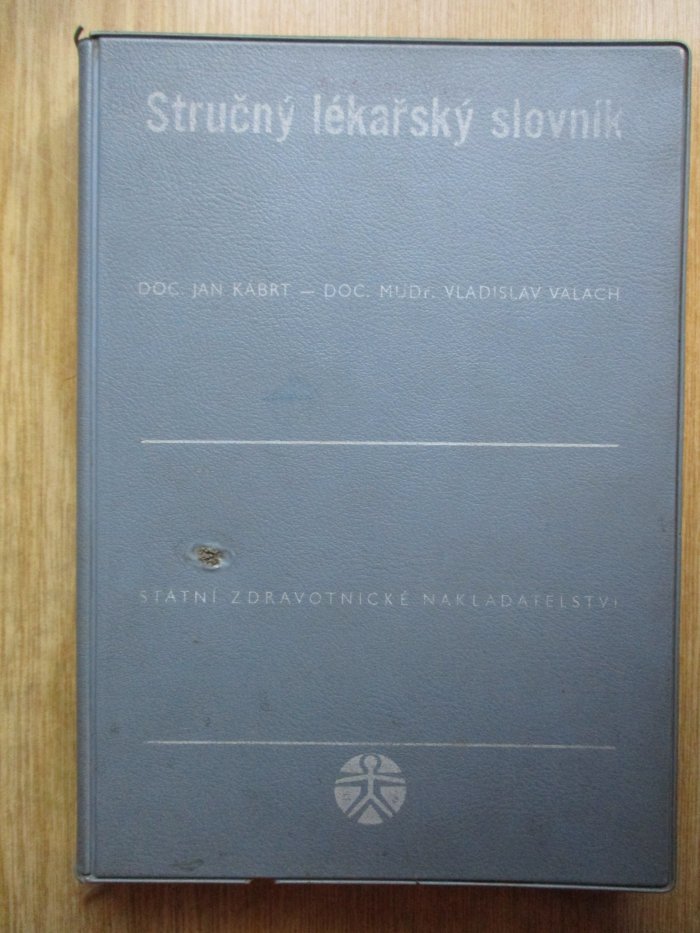 Stručný lékařský slovník
DOC. JAN KÁBRT — DOC. MUDr. VLADISLAV VALACH
STÁTNÍ ZDRAVOTNICKÉ NAKLADATELSTVÍ